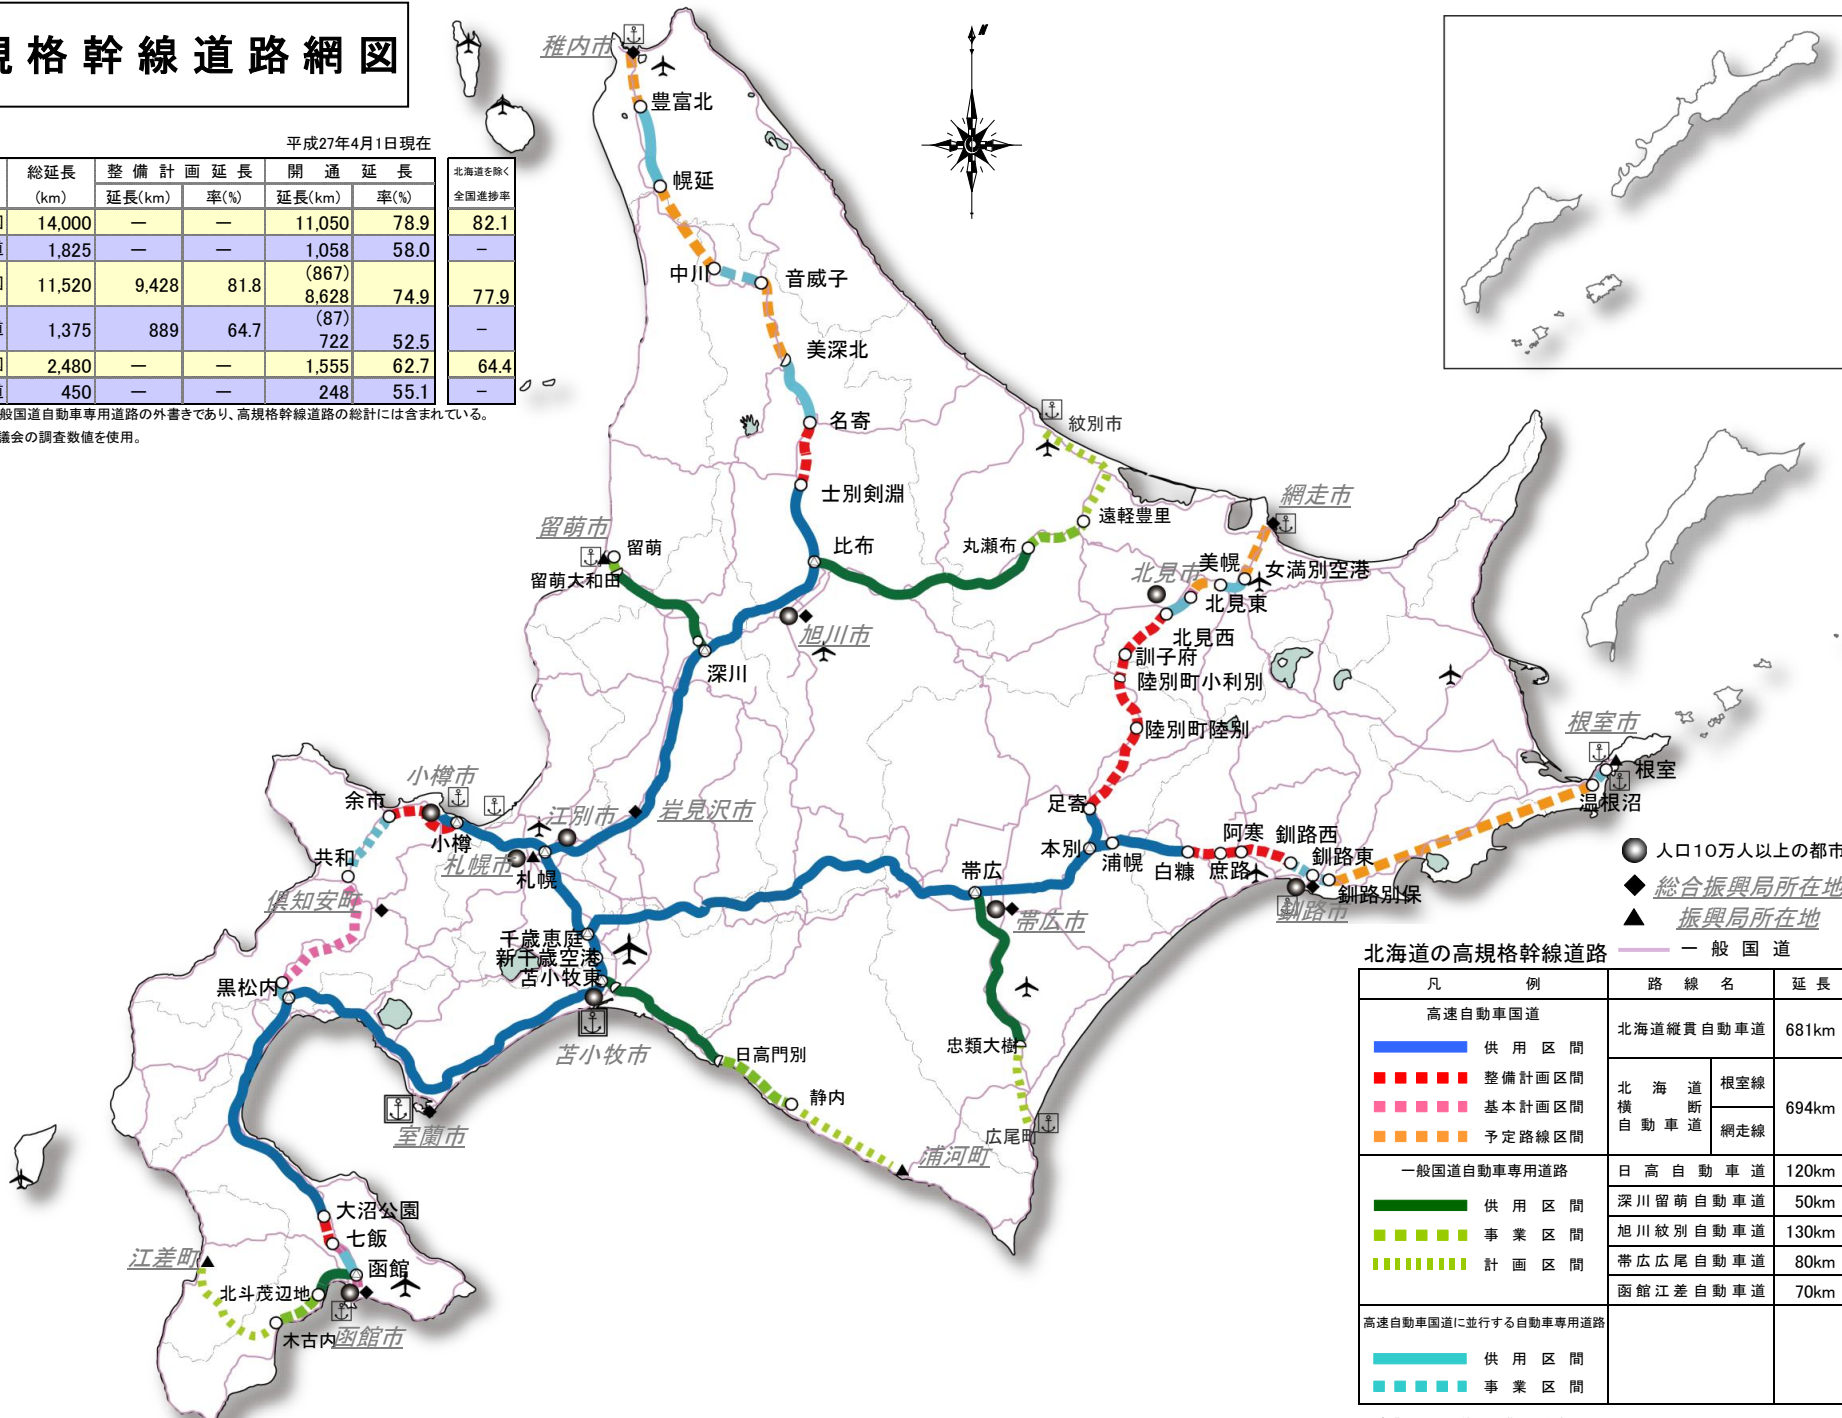 規格幹線道路網図
平成27年4月1日現在
総延長 整備計画延長 開通延長 北海道を除く
(km) 延長(km) 率(%) 延長(km) 率(%) 全国進捗率
14,000 — — 11,050 78.9 82.1
1,825 — — 1,058 58.0 -
11,520 9,428 81.8 (867) 8,628 74.9 77.9
1,375 889 64.7 (87) 722 52.5 -
2,480 — — 1,555 62.7 64.4
450 — — 248 55.1 -
般国道自動車専用道路の外書きであり、高規格幹線道路の総計には含まれている。
議会の調査数値を使用。
稚内市
豊富北
幌延
中川
音威子
美深北
名寄
紋別市
士別剣淵
網走市
留萌市
遠軽豊里
留萌
比布
丸瀬布
留萌大和田
美幌
女満別空港
北見市
北見東
旭川市
北見西
訓子府
深川
陸別町小利別
陸別町陸別
根室市
根室
温根沼
小樽市
余市
江別市
岩見沢市
足寄
小樽
共和
札幌市
札幌
本別
浦幌
阿寒
釧路西
釧路東
白糠
庶路
釧路別保
帯広
倶知安町
帯広市
釧路市
千歳恵庭
新千歳空港
苫小牧東
黒松内
苫小牧市
日高門別
忠類大樹
静内
広尾町
浦河町
室蘭市
大沼公園
七飯
江差町
函館
北斗茂辺地
木古内
函館市
人口10万人以上の都市
総合振興局所在地
振興局所在地
一般国道
北海道の高規格幹線道路
凡例 路線名 延長
高速自動車国道
供用区間
整備計画区間
基本計画区間
予定路線区間
北海道縦貫自動車道 681km
北海道横断自動車道 根室線 網走線 694km
一般国道自動車専用道路
供用区間
事業区間
計画区間
日高自動車道 120km
深川留萌自動車道 50km
旭川紋別自動車道 130km
帯広広尾自動車道 80km
函館江差自動車道 70km
高速自動車国道に並行する自動車専用道路
供用区間
事業区間